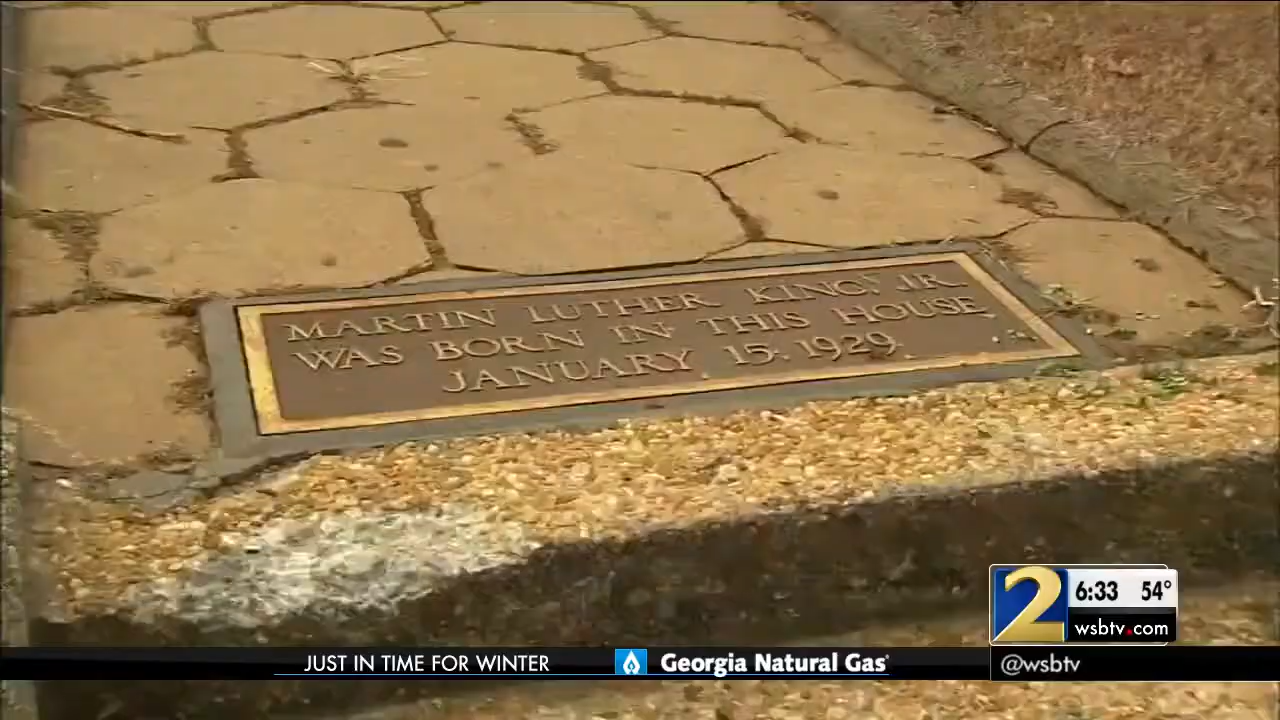 MARTIN LUTHER KING, JR.
WAS BORN IN THIS HOUSE
JANUARY 15, 1929.
2
6:33 54°
wsbtv.com
JUST IN TIME FOR WINTER
Georgia Natural Gas
@wsbtv